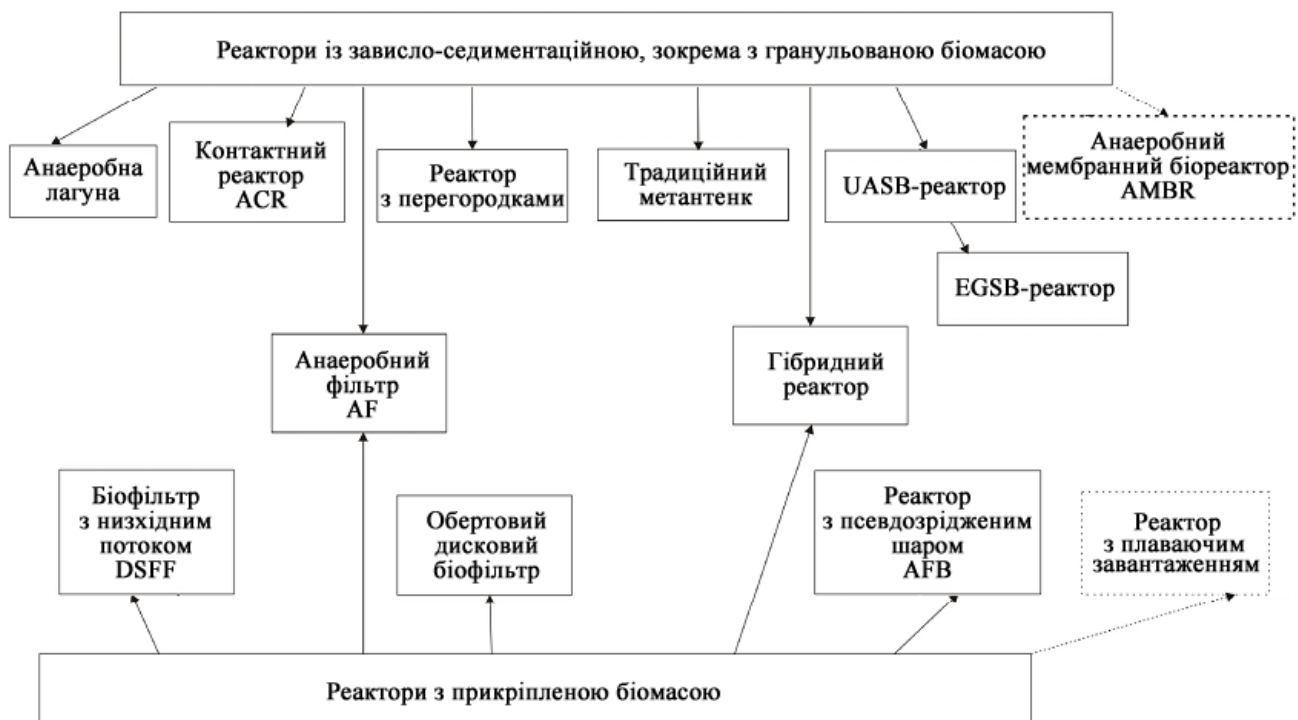 Реактори із зависло-седиментаційною, зокрема з гранульованою біомасою
Анаеробна
лагуна
Контактний
реактор
ACR
Реактор
з перегородками
Традиційний
метантенк
UASB-реактор
Анаеробний
мембранний біореактор
AMBR
EGSB-реактор
Анаеробний
фільтр
AF
Гібридний
реактор
Біофільтр
з низхідним
потоком
DSFF
Обертовий
дисковий
біофільтр
Реактор
з псевдозрідженим
шаром
AFB
Реактор
з плаваючим
завантаженням
Реактори з прикріпленою біомасою